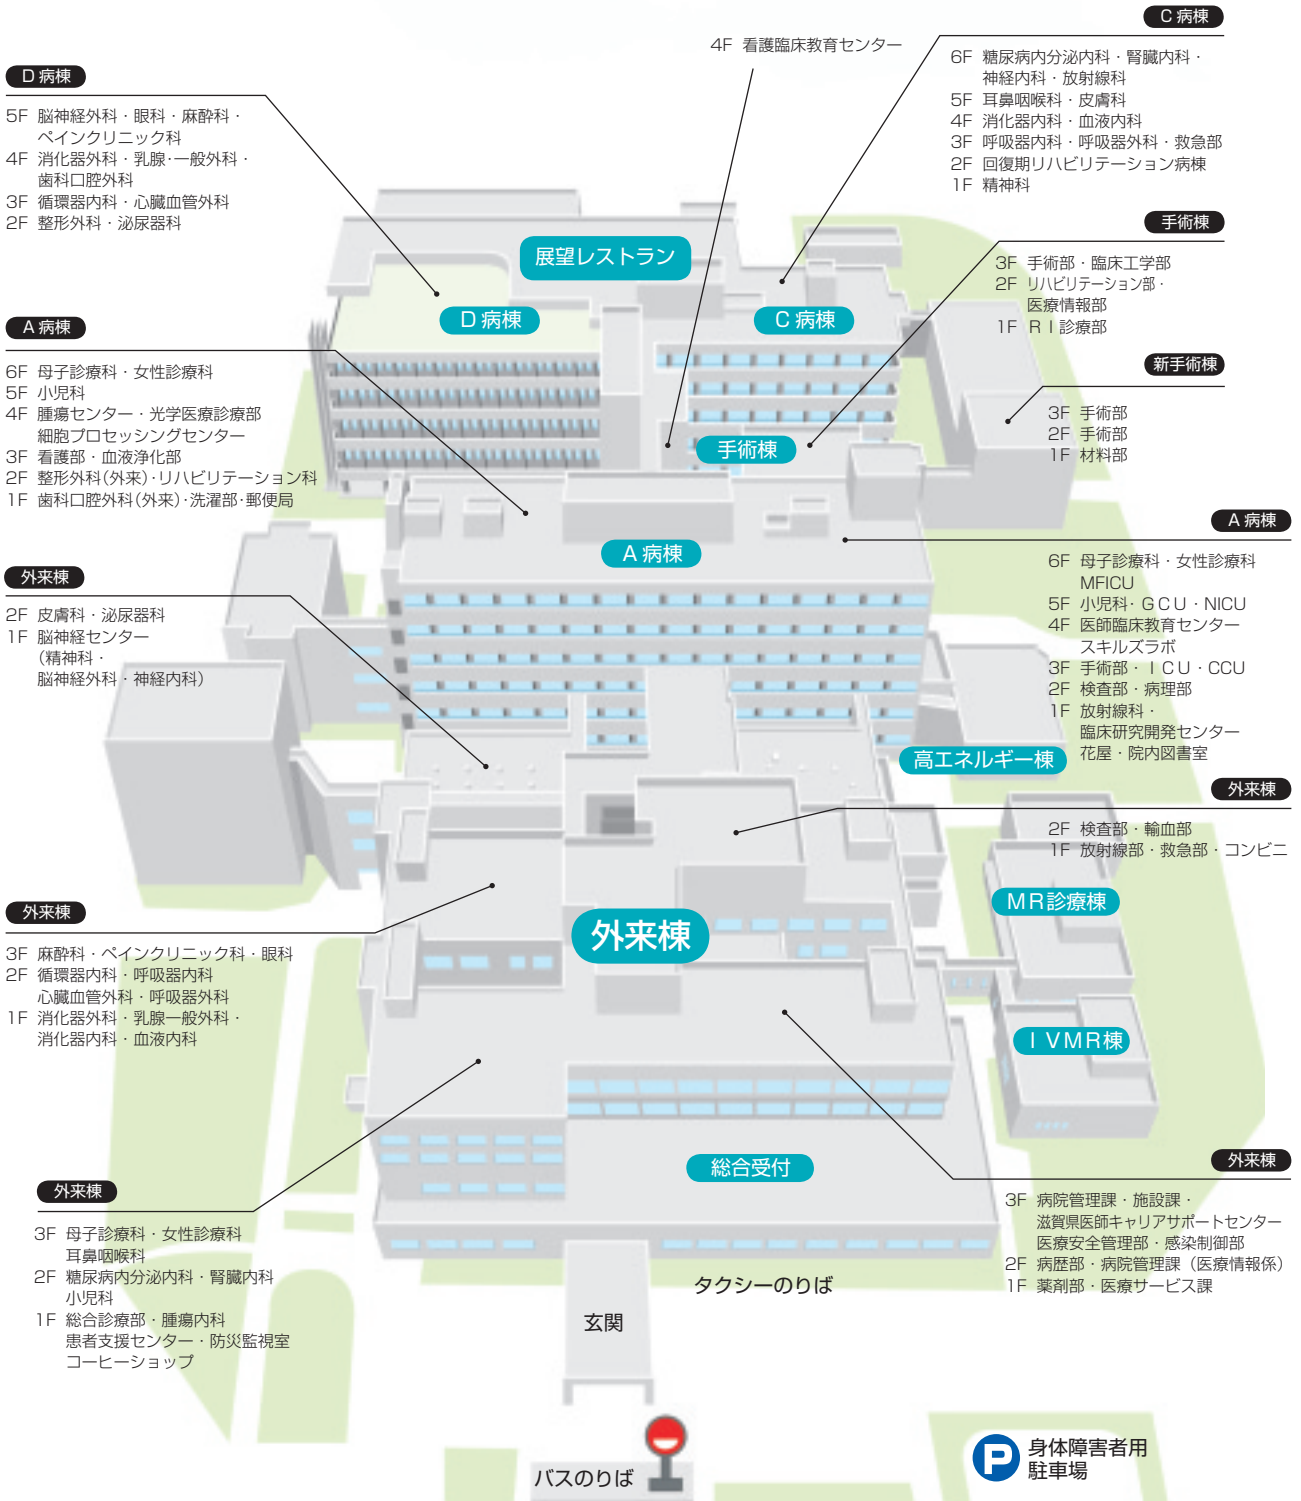 D 病棟
5F 脳神経外科・眼科・麻酔科・
ペインクリニック科
4F 消化器外科・乳腺・一般外科・
歯科口腔外科
3F 循環器内科・心臓血管外科
2F 整形外科・泌尿器科
4F 看護臨床教育センター
C 病棟
6F 糖尿病内分泌内科・腎臓内科・
神経内科・放射線科
5F 耳鼻咽喉科・皮膚科
4F 消化器内科・血液内科
3F 呼吸器内科・呼吸器外科・救急部
2F 回復期リハビリテーション病棟
1F 精神科
手術棟
3F 手術部・臨床工学部
2F リハビリテーション部・
医療情報部
1F ＲＩ診療部
新手術棟
3F 手術部
2F 手術部
1F 材料部
A 病棟
6F 母子診療科・女性診療科
5F 小児科
4F 腫瘍センター・光学医療診療部
細胞プロセッシングセンター
3F 看護部・血液浄化部
2F 整形外科(外来)・リハビリテーション科
1F 歯科口腔外科(外来)・洗濯部・郵便局
展望レストラン
D 病棟
C 病棟
手術棟
A 病棟
A 病棟
6F 母子診療科・女性診療科
MFICU
5F 小児科・ＧＣＵ・NICU
4F 医師臨床教育センター
スキルズラボ
3F 手術部・ＩＣＵ・CCU
2F 検査部・病理部
1F 放射線科・
臨床研究開発センター
花屋・院内図書室
外来棟
2F 皮膚科・泌尿器科
1F 脳神経センター
(精神科・
脳神経外科・神経内科)
高エネルギー棟
外来棟
2F 検査部・輸血部
1F 放射線部・救急部・コンビニ
MR診療棟
外来棟
外来棟
3F 麻酔科・ペインクリニック科・眼科
2F 循環器内科・呼吸器内科
心臓血管外科・呼吸器外科
1F 消化器外科・乳腺一般外科・
消化器内科・血液内科
ＩVMR棟
総合受付
外来棟
3F 母子診療科・女性診療科
耳鼻咽喉科
2F 糖尿病内分泌内科・腎臓内科
小児科
1F 総合診療部・腫瘍内科
患者支援センター・防災監視室
コーヒーショップ
外来棟
3F 病院管理課・施設課・
滋賀県医師キャリアサポートセンター
医療安全管理部・感染制御部
2F 病歴部・病院管理課（医療情報係）
1F 薬剤部・医療サービス課
タクシーのりば
玄関
バスのりば
P 身体障害者用
駐車場